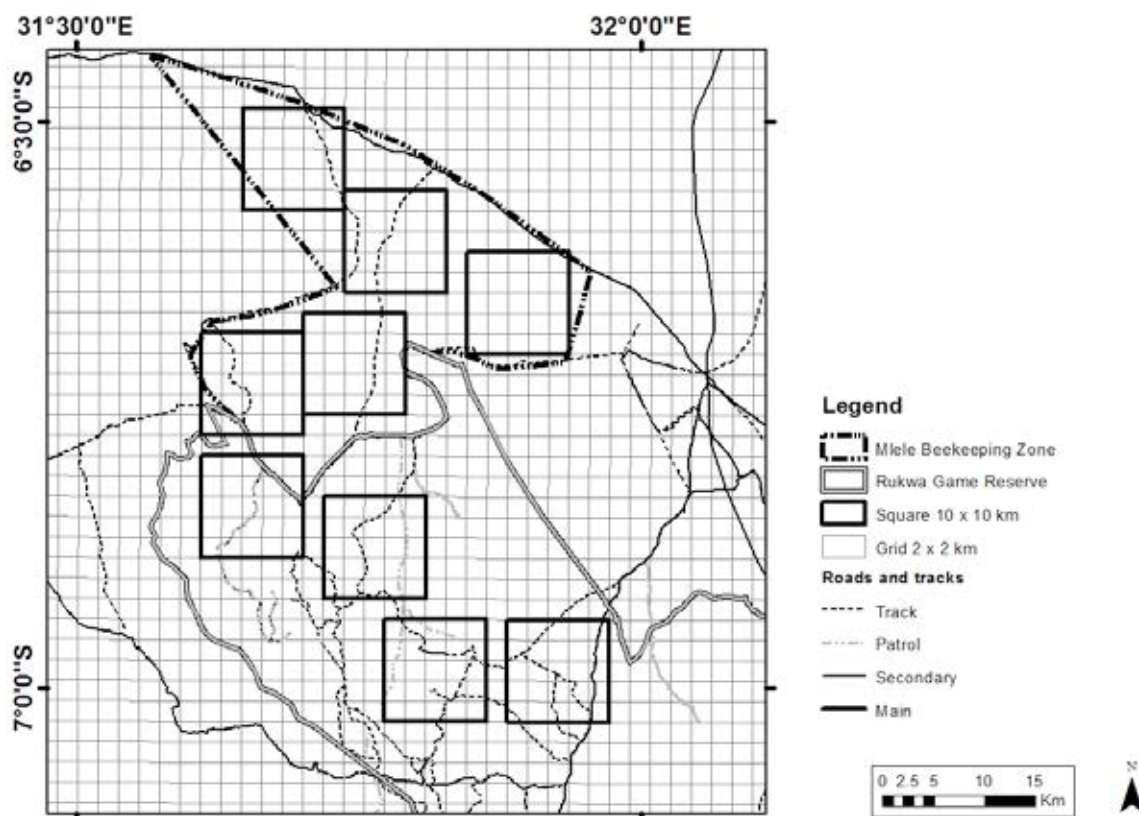 31°30'0"E 32°0'0"E
6°30'0"S
7°0'0"S
Legend
Mlele Beekeeping Zone
Rukwa Game Reserve
Square 10 x 10 km
Grid 2 x 2 km
Roads and tracks
Track
Patrol
Secondary
Main
0 2.5 5 10 15
Km
N